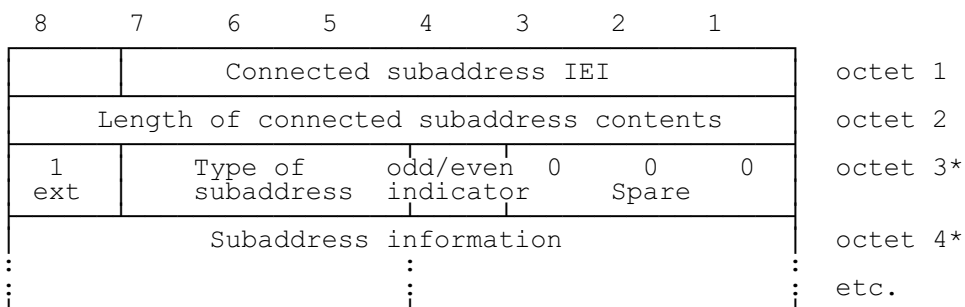 8 7 6 5 4 3 2 1
Connected subaddress IEI octet 1
Length of connected subaddress contents octet 2
1 Type of odd/even 0 0 0 octet 3*
ext subaddress indicator Spare
Subaddress information octet 4*
: : : etc.